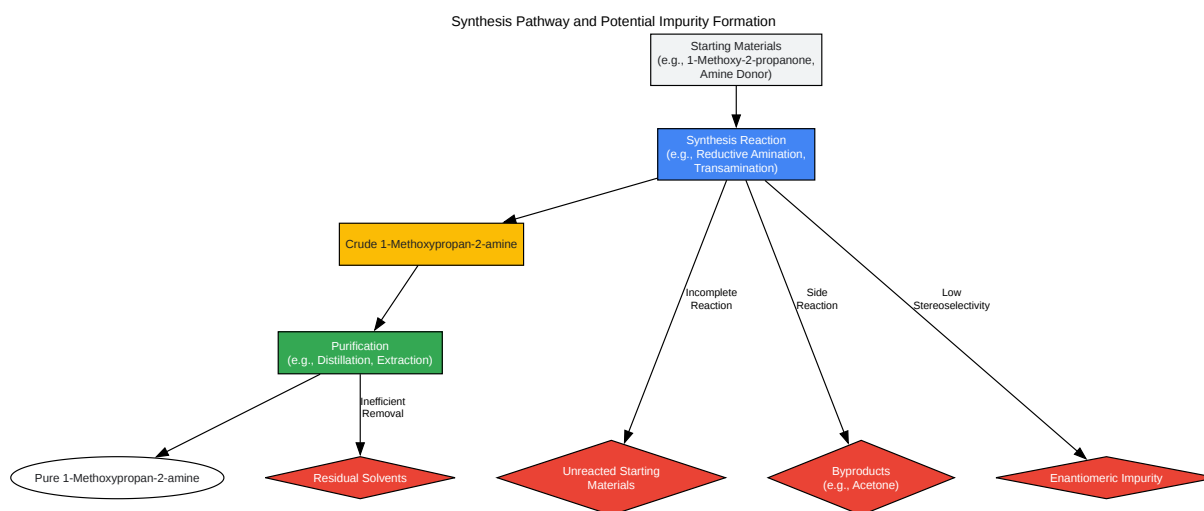 Synthesis Pathway and Potential Impurity Formation
Starting Materials
(e.g., 1-Methoxy-2-propanone,
Amine Donor)
Synthesis Reaction
(e.g., Reductive Amination,
Transamination)
Crude 1-Methoxypropan-2-amine
Incomplete
Reaction
Side
Reaction
Low
Stereoselectivity
Purification
(e.g., Distillation, Extraction)
Inefficient
Removal
Pure 1-Methoxypropan-2-amine
Residual Solvents
Unreacted Starting
Materials
Byproducts
(e.g., Acetone)
Enantiomeric Impurity